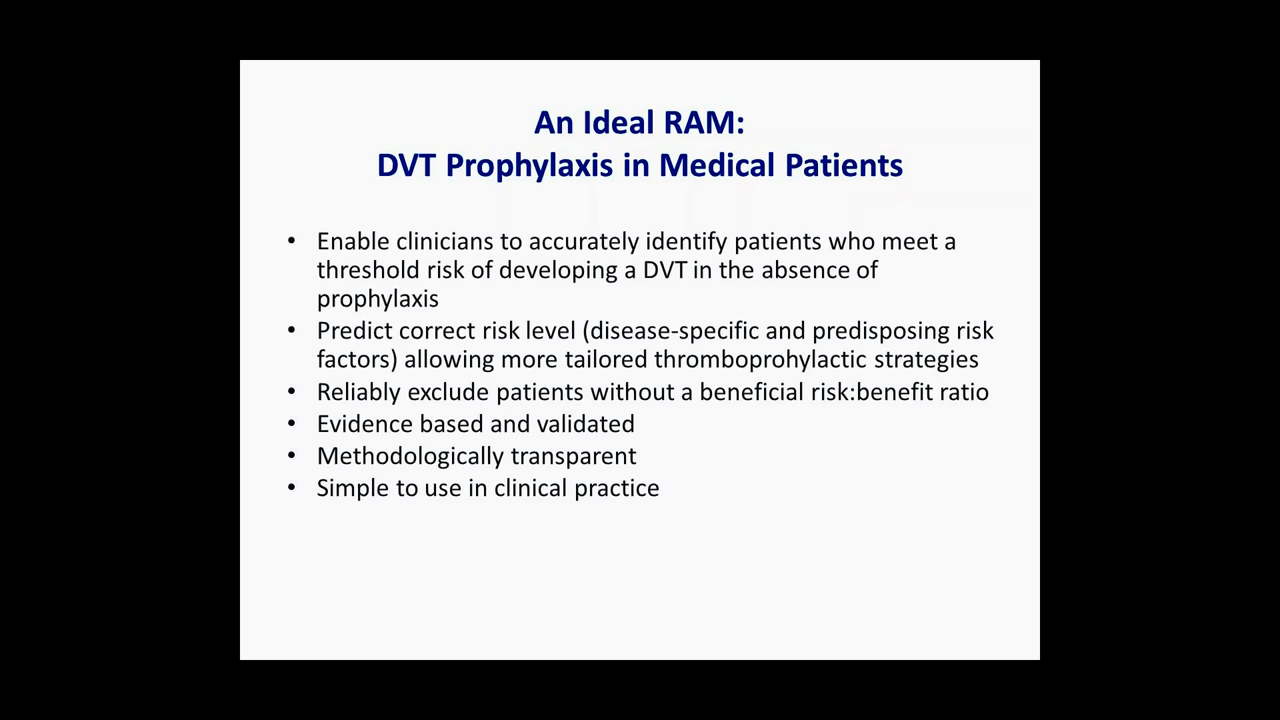 An Ideal RAM:
DVT Prophylaxis in Medical Patients
• Enable clinicians to accurately identify patients who meet a
threshold risk of developing a DVT in the absence of
prophylaxis
• Predict correct risk level (disease-specific and predisposing risk
factors) allowing more tailored thromboprohylactic strategies
• Reliably exclude patients without a beneficial risk:benefit ratio
• Evidence based and validated
• Methodologically transparent
• Simple to use in clinical practice